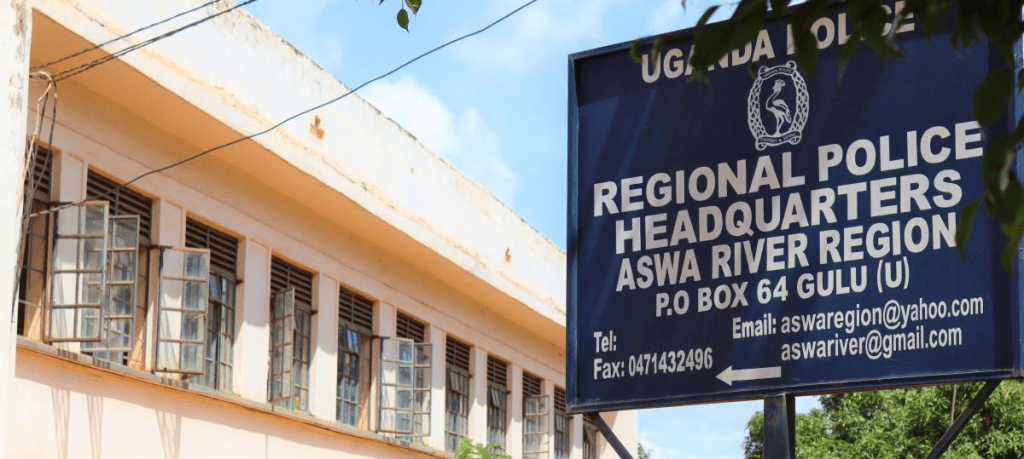 UGANDA POLICE
REGIONAL POLICE
HEADQUARTERS
ASWA RIVER REGION
P.O BOX 64 GULU (U)
Tel:
Email: aswaregion@yahoo.com
aswariver@gmail.com
Fax: 0471432496